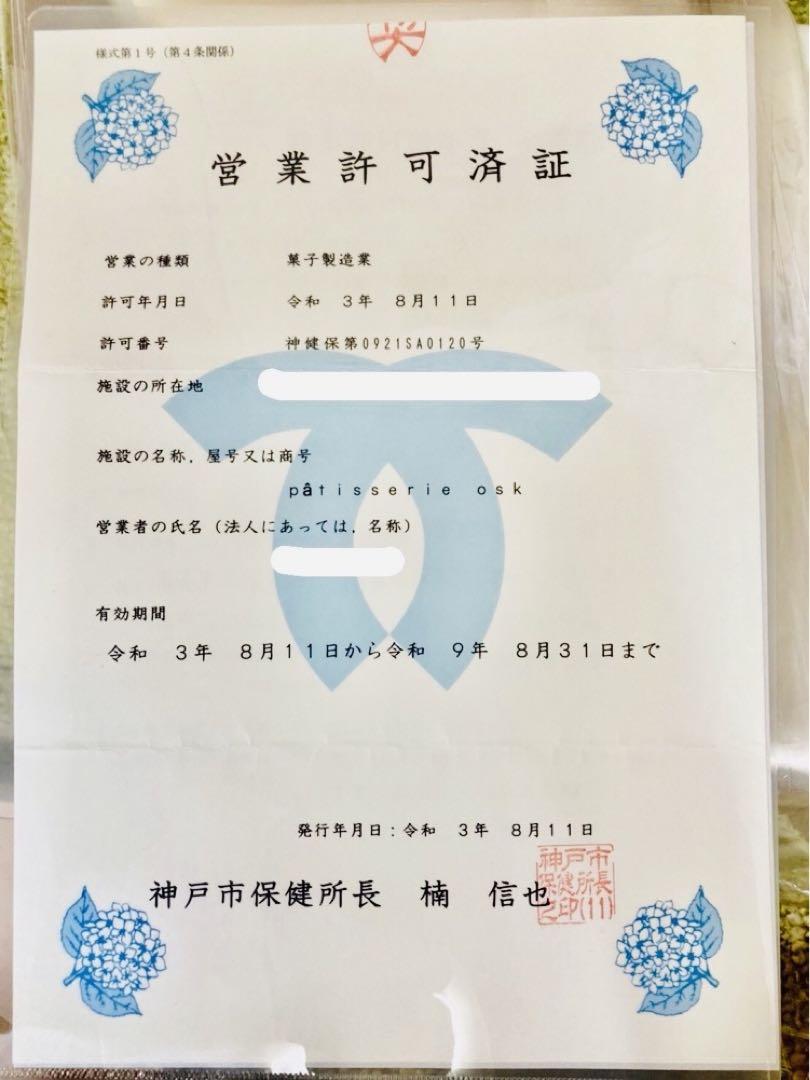 様式第1号（第4条関係）
営業許可済証
営業の種類　菓子製造業
許可年月日　令和　3年　8月11日
許可番号　神健保第0921SA0120号
施設の所在地
施設の名称，屋号又は商号
pâtisserie osk
営業者の氏名（法人にあっては，名称）
有効期間
令和　3年　8月11日から令和　9年　8月31日まで
発行年月日：令和　3年　8月11日
神戸市保健所長　楠　信也
神戸市
保健所長
之印(11)